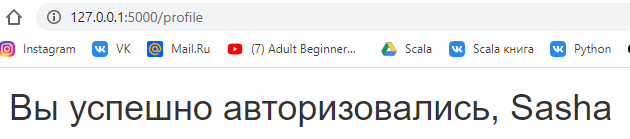 127.0.0.1:5000/profile
Instagram VK Mail.Ru (7) Adult Beginner... Scala Scala книга Python
Вы успешно авторизовались, Sasha